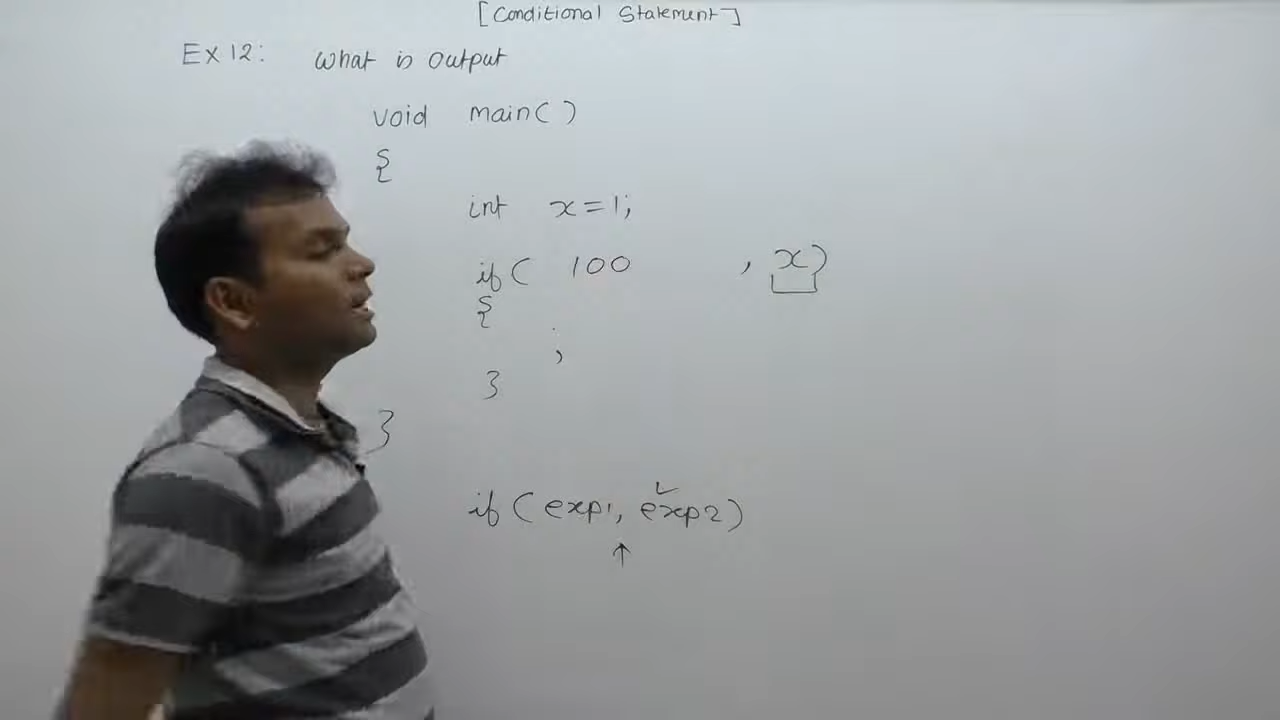 [Conditional Statement]
Ex 12: what is output
void main( )
{
int x = 1;
if ( 100 , x)
{
;
}
}
if ( exp1, exp2)